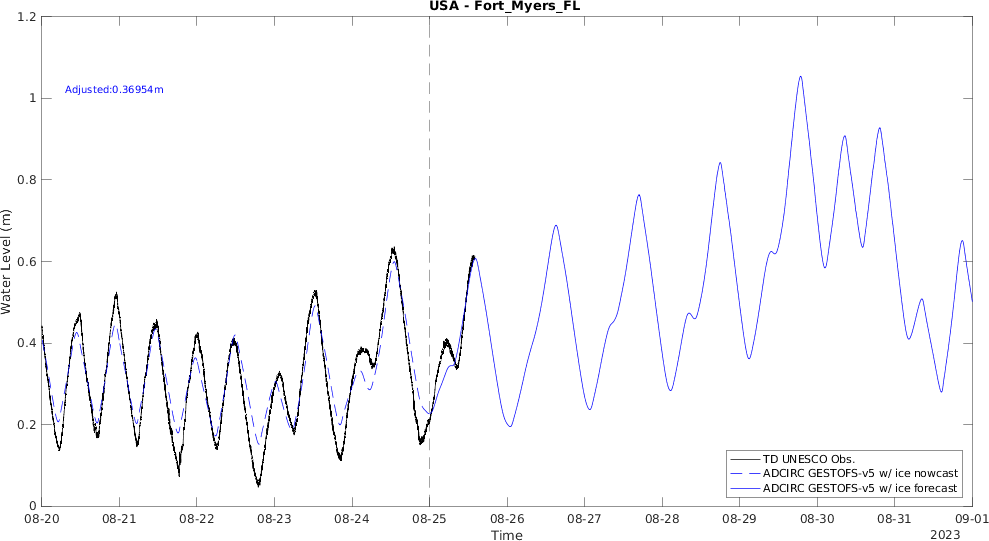 USA - Fort_Myers_FL
1.2
1
0.8
0.6
0.4
0.2
0
Water Level (m)
Adjusted:0.36954m
TD UNESCO Obs.
ADCIRC GESTOFS-v5 w/ ice nowcast
ADCIRC GESTOFS-v5 w/ ice forecast
08-20 08-21 08-22 08-23 08-24 08-25 08-26 08-27 08-28 08-29 08-30 08-31 09-01
Time
2023